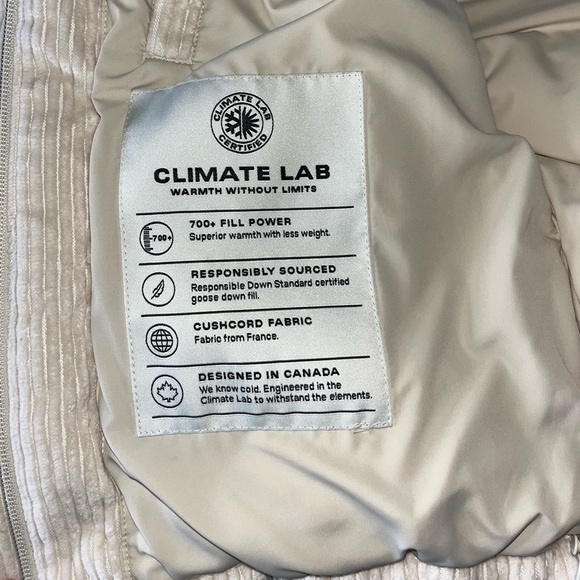 CLIMATE LAB
CERTIFIED
CLIMATE LAB
WARMTH WITHOUT LIMITS
700+ FILL POWER
700+
Superior warmth with less weight.
RESPONSIBLY SOURCED
Responsible Down Standard certified
goose down fill.
CUSHCORD FABRIC
Fabric from France.
DESIGNED IN CANADA
We know cold. Engineered in the
Climate Lab to withstand the elements.